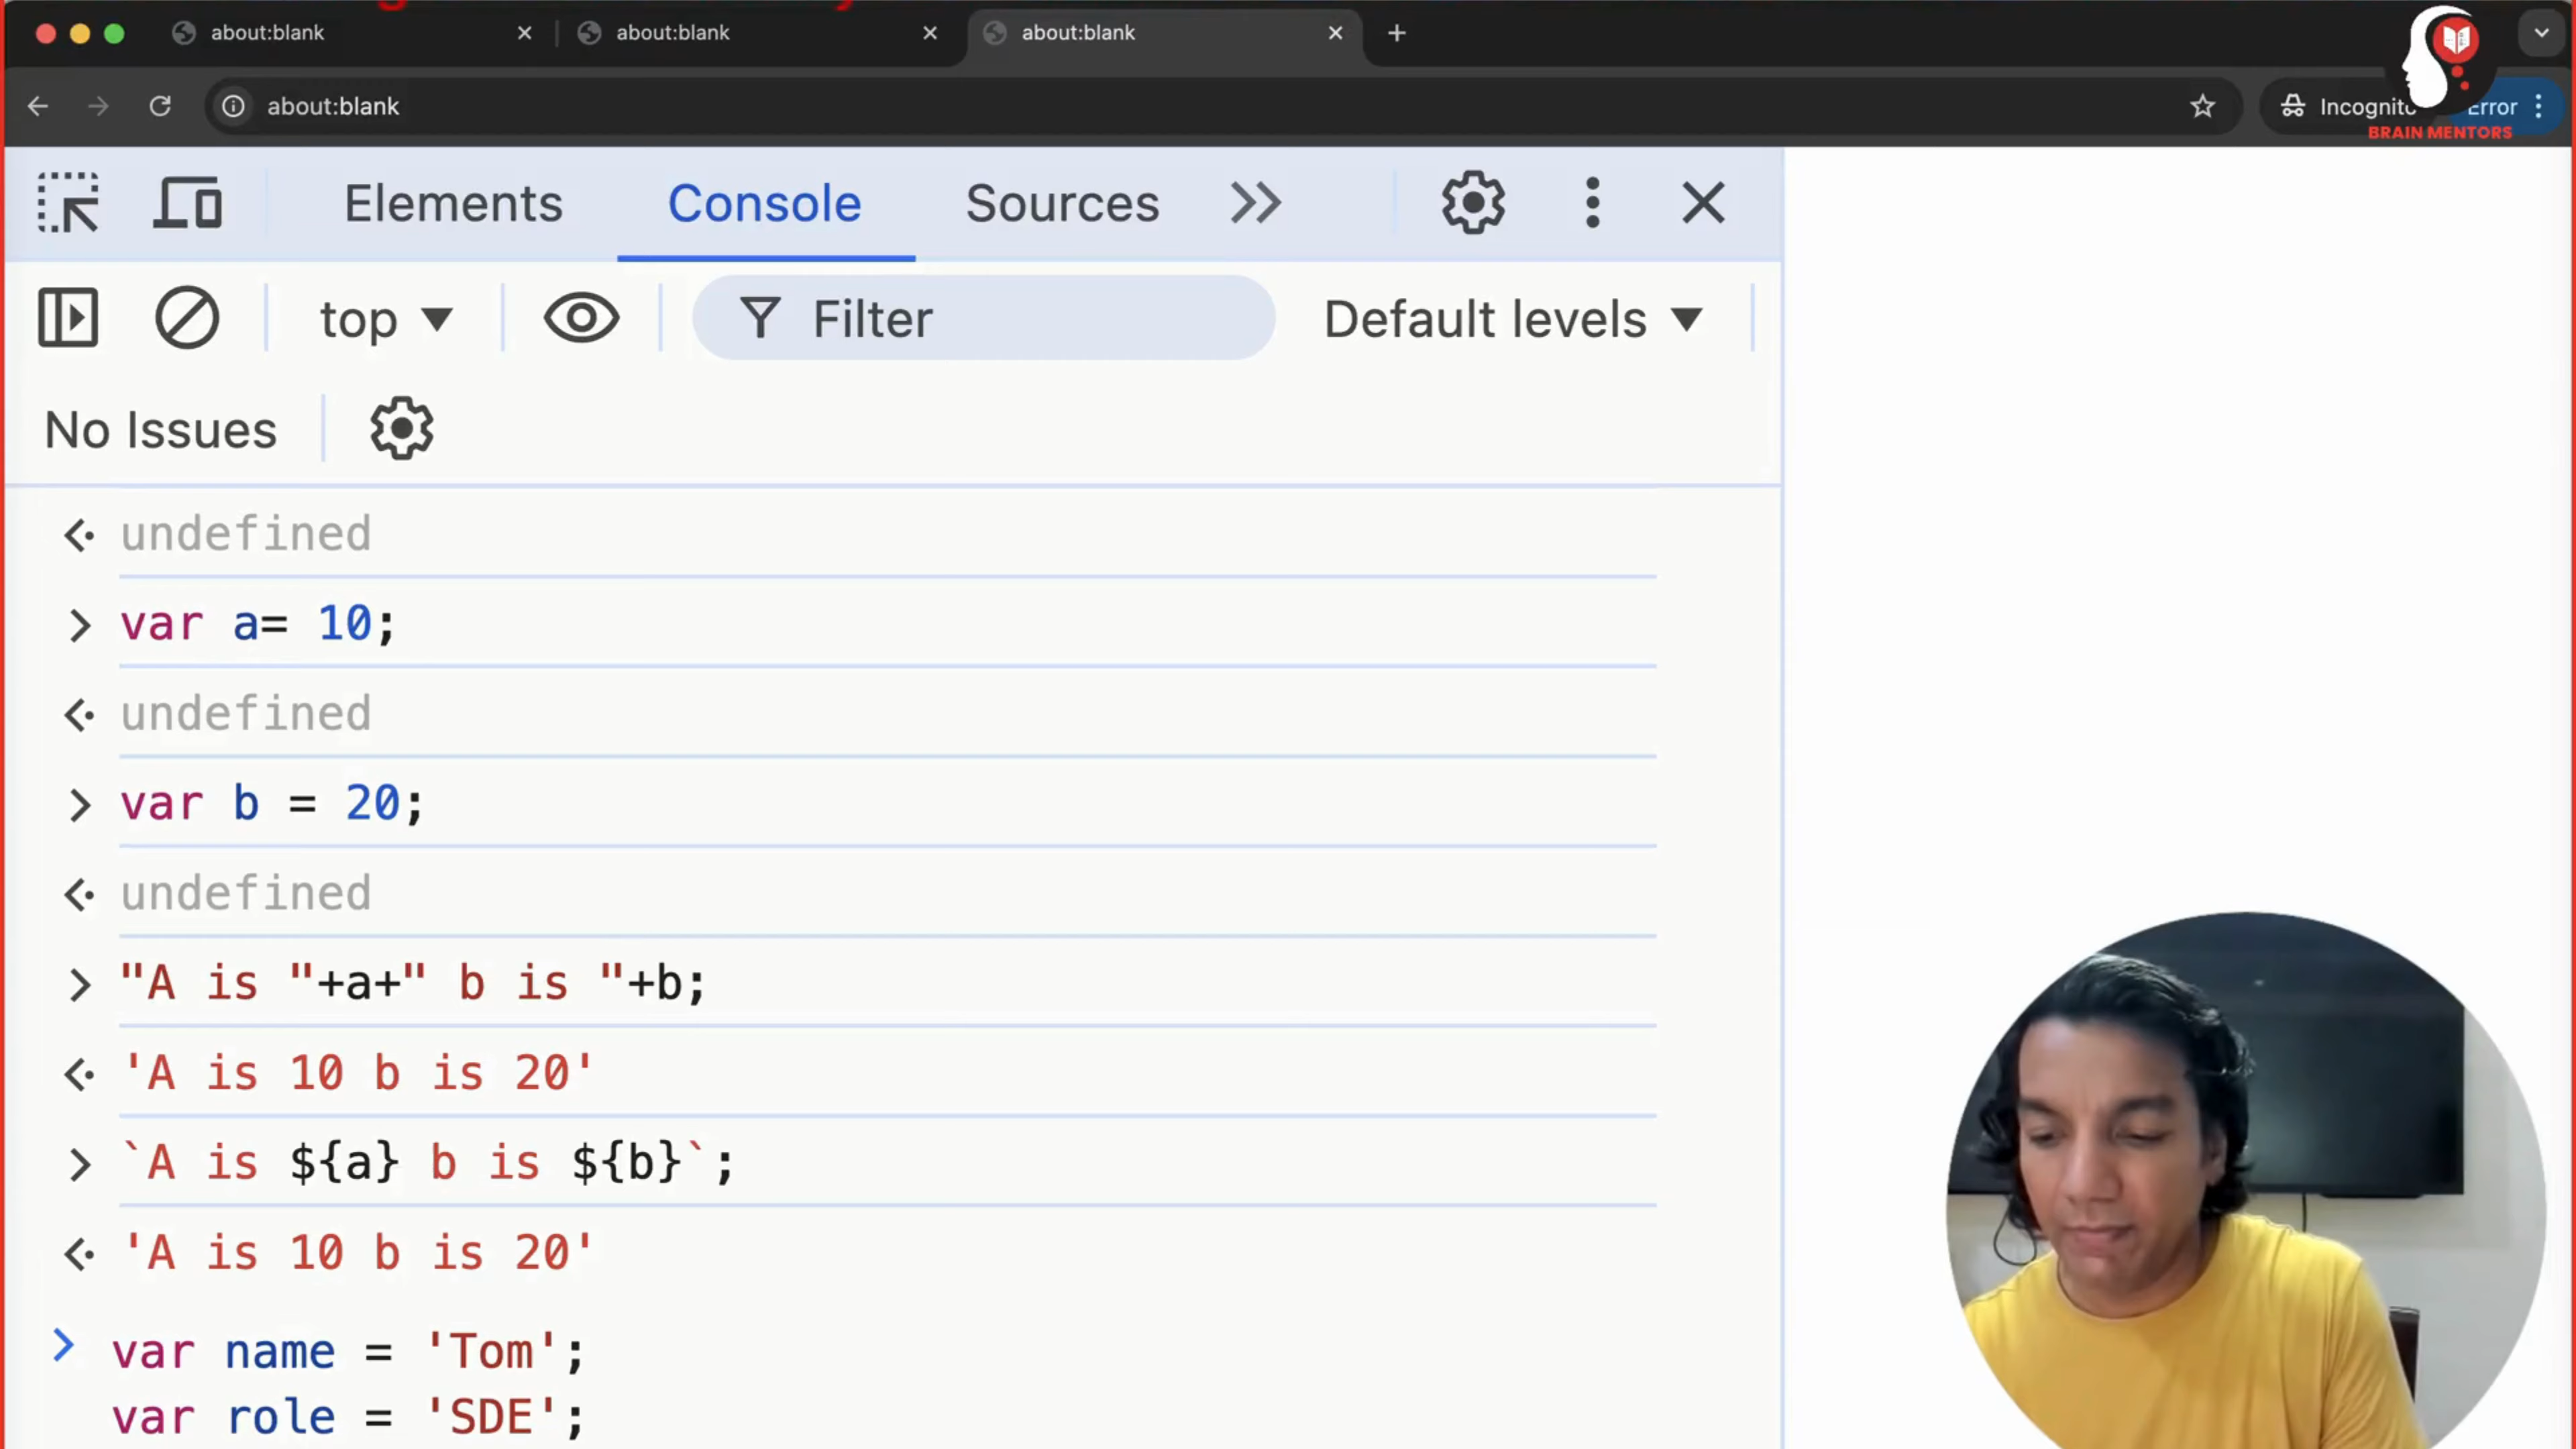 about:blank
about:blank
about:blank
about:blank
Incognito
Error
BRAIN MENTORS
Elements
Console
Sources
top
Filter
Default levels
No Issues
undefined
var a= 10;
undefined
var b = 20;
undefined
"A is "+a+" b is "+b;
'A is 10 b is 20'
`A is ${a} b is ${b}`;
'A is 10 b is 20'
var name = 'Tom';
var role = 'SDE';